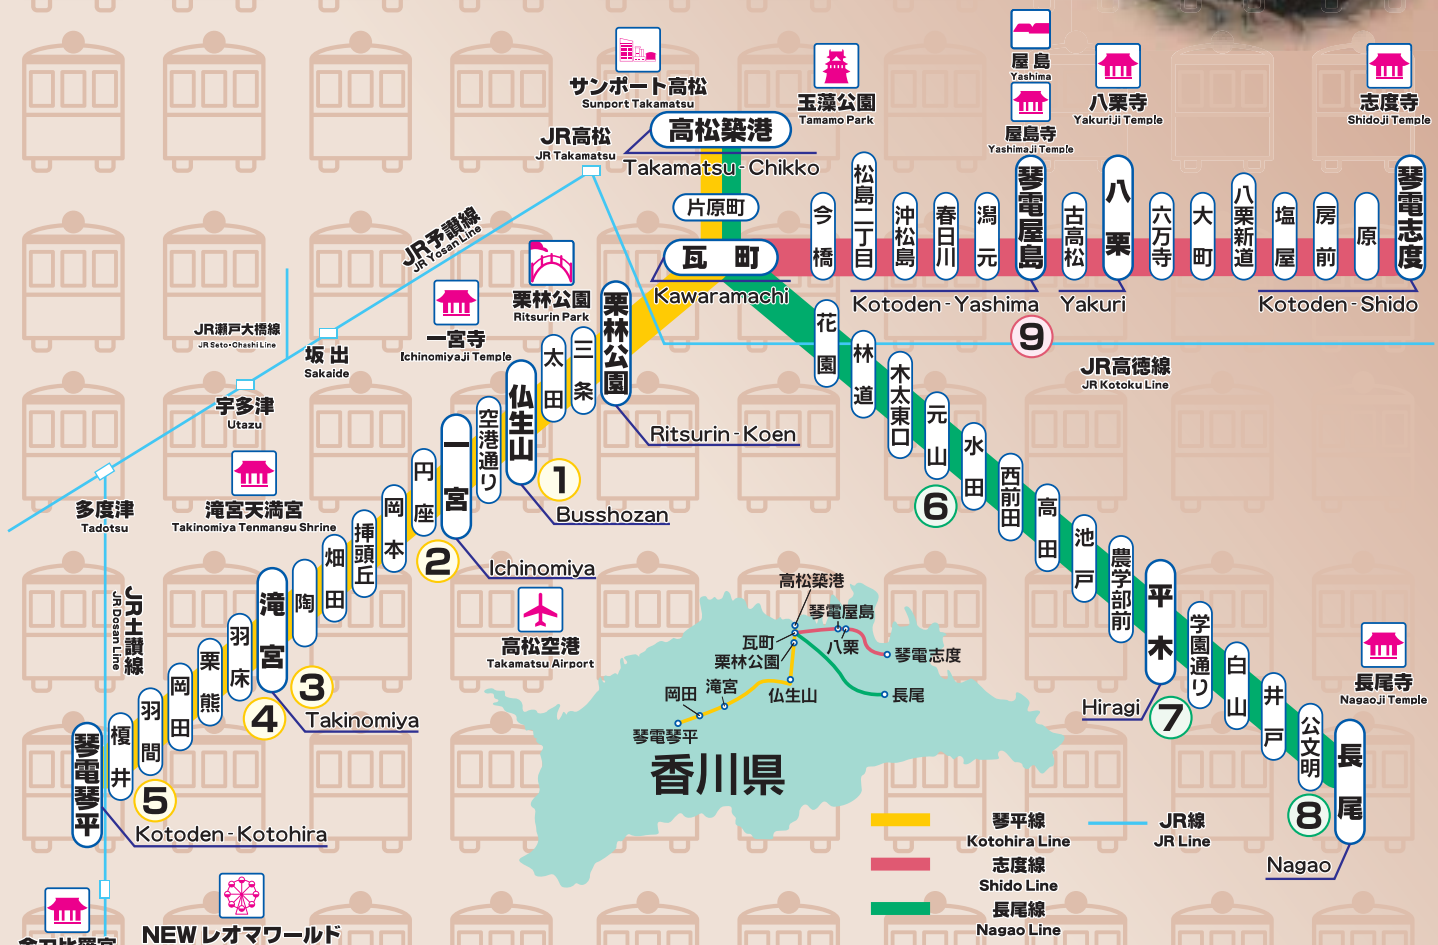 サンポート高松
Sunport Takamatsu
玉藻公園
Tamamo Park
屋島
Yashima
屋島寺
Yashimaji Temple
八栗寺
Yakuriji Temple
志度寺
Shidoji Temple
JR高松
JR Takamatsu
高松築港
Takamatsu-Chikko
片原町
瓦町
Kawaramachi
今橋
松島二丁目
沖松島
春日川
潟元
琴電屋島
古高松
八栗
六万寺
大町
八栗新道
塩屋
房前
原
琴電志度
Kotoden-Yashima
Yakuri
Kotoden-Shido
9
JR高徳線
JR Kotoku Line
JR予讃線
JR Yosan Line
JR瀬戸大橋線
JR Seto・Ohashi Line
坂出
Sakaide
宇多津
Utazu
多度津
Tadotsu
JR土讃線
JR Dosan Line
栗林公園
Ritsurin Park
一宮寺
Ichinomiyaji Temple
滝宮天満宮
Takinomiya Tenmangu Shrine
栗林公園
Ritsurin-Koen
三条
太田
仏生山
1
Busshozan
空港通り
一宮
Ichinomiya
円座
2
岡本
挿頭丘
畑田
陶
滝宮
3
4
Takinomiya
羽床
栗熊
岡田
羽間
榎井
5
琴電琴平
Kotoden-Kotohira
高松空港
Takamatsu Airport
花園
林道
木太東口
元山
6
水田
西前田
高田
池戸
農学部前
平木
Hiragi
7
学園通り
白山
井戸
公文明
8
長尾
Nagao
長尾寺
Nagaoji Temple
高松築港
琴電屋島
瓦町
八栗
栗林公園
琴電志度
滝宮
岡田
仏生山
長尾
琴電琴平
香川県
琴平線
Kotohira Line
JR線
JR Line
志度線
Shido Line
長尾線
Nagao Line
NEWレオマワールド